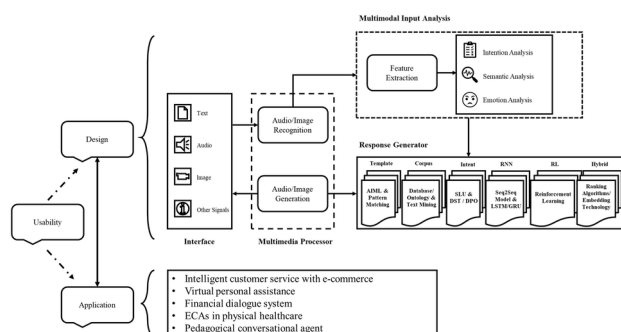 Multimodal Input Analysis
Feature
Extraction
Intention Analysis
Semantic Analysis
Emotion Analysis
Text
Audio
Image
Other Signals
Interface
Audio/Image
Recognition
Audio/Image
Generation
Multimedia Processor
Response Generator
Template
Corpus
Intent
RNN
RL
Hybrid
AIML &
Pattern
Matching
Database/
Ontology &
Text Mining
SLU &
DST / DPO
Seq2Seq
Model &
LSTM/GRU
Reinforcement
Learning
Ranking
Algorithms/
Embedding
Technology
Design
Usability
Application
• Intelligent customer service with e-commerce
• Virtual personal assistance
• Financial dialogue system
• ECAs in physical healthcare
• Pedagogical conversational agent